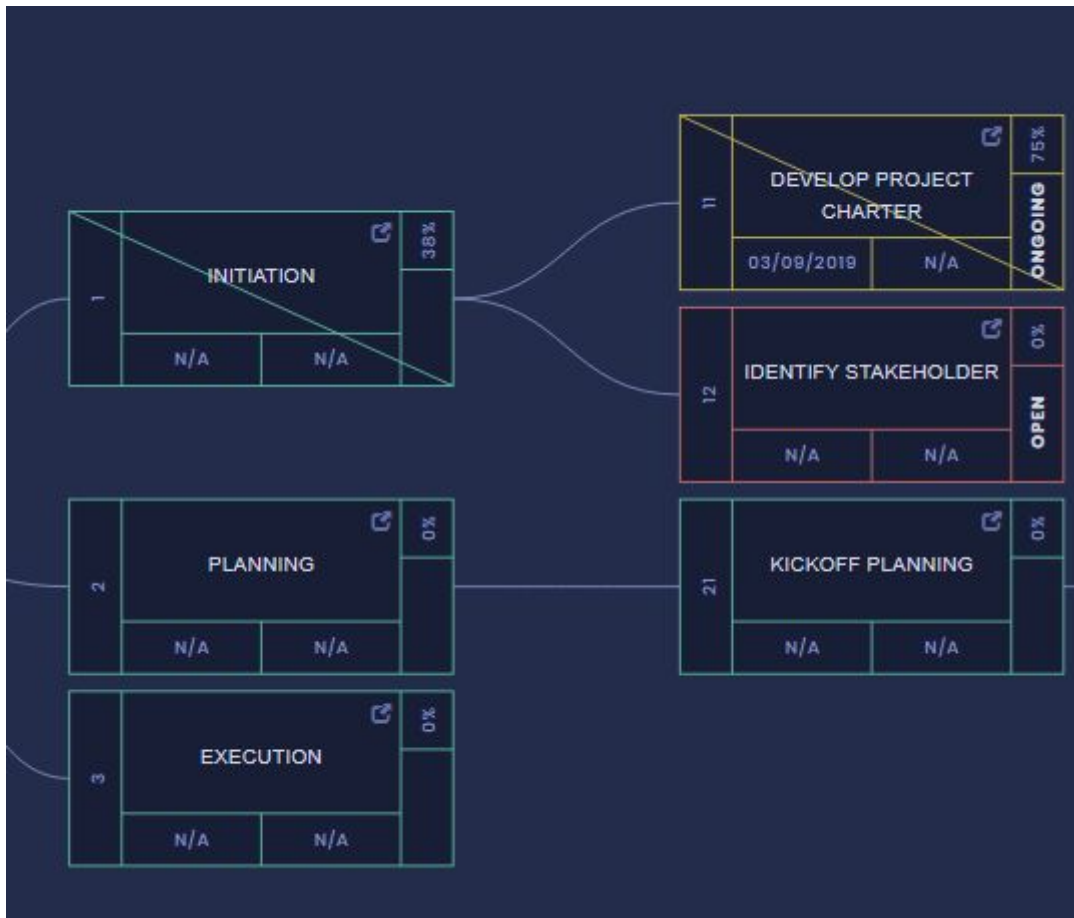 1
INITIATION
38%
N/A
N/A
11
DEVELOP PROJECT
CHARTER
75%
ONGOING
03/09/2019
N/A
12
IDENTIFY STAKEHOLDER
0%
OPEN
N/A
N/A
2
PLANNING
0%
N/A
N/A
21
KICKOFF PLANNING
0%
N/A
N/A
3
EXECUTION
0%
N/A
N/A